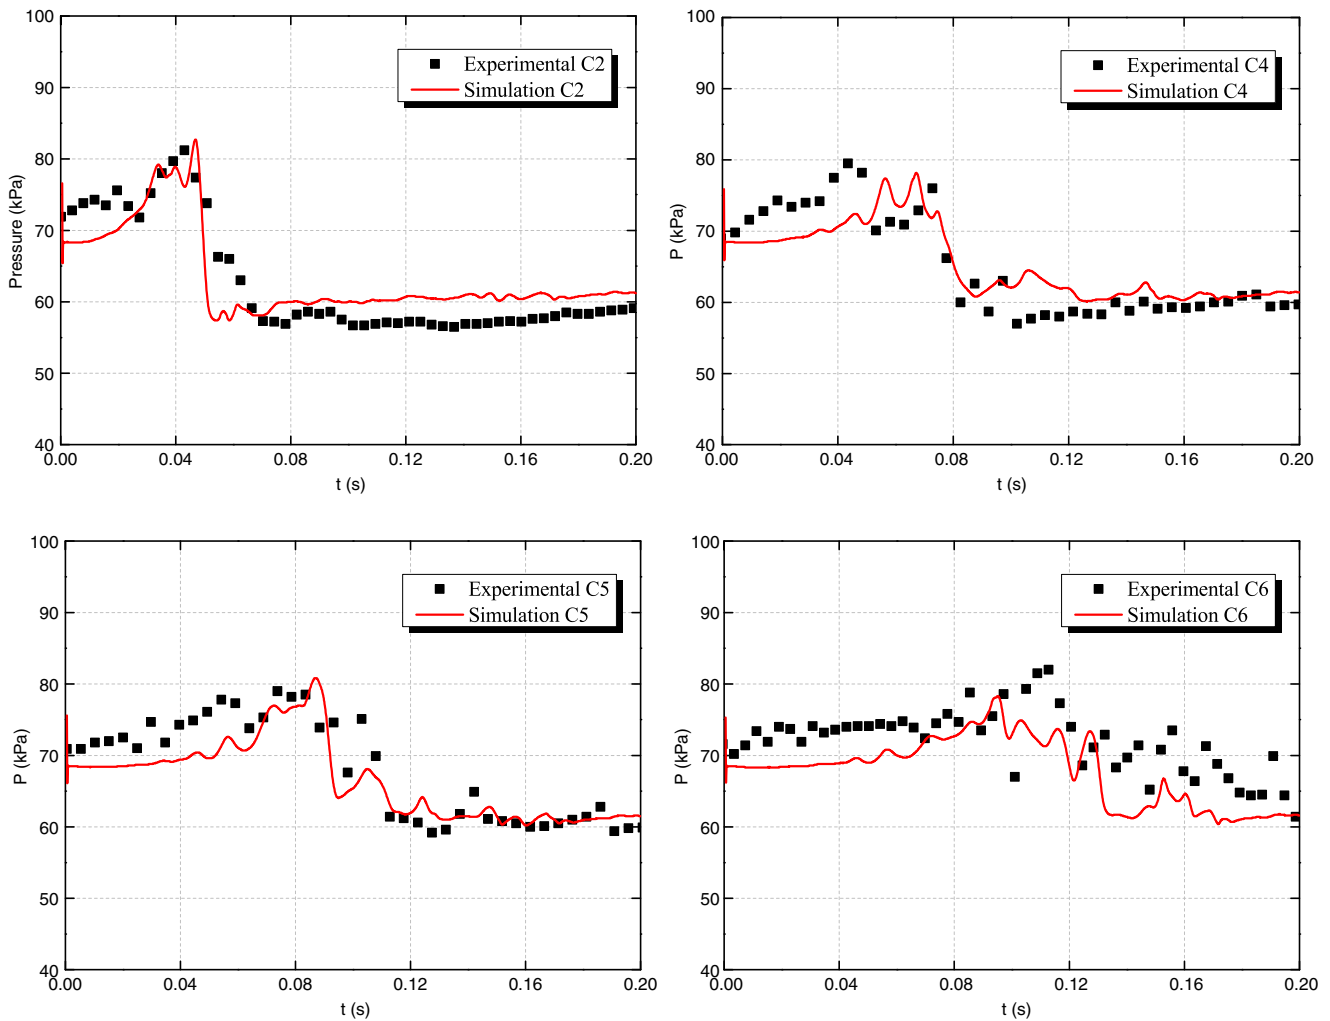 100
90
80
70
60
50
40
Pressure (kPa)
Experimental C2
Simulation C2
0.00 0.04 0.08 0.12 0.16 0.20
t (s)
100
90
80
70
60
50
40
P (kPa)
Experimental C4
Simulation C4
0.00 0.04 0.08 0.12 0.16 0.20
t (s)
100
90
80
70
60
50
40
P (kPa)
Experimental C5
Simulation C5
0.00 0.04 0.08 0.12 0.16 0.20
t (s)
100
90
80
70
60
50
40
P (kPa)
Experimental C6
Simulation C6
0.00 0.04 0.08 0.12 0.16 0.20
t (s)